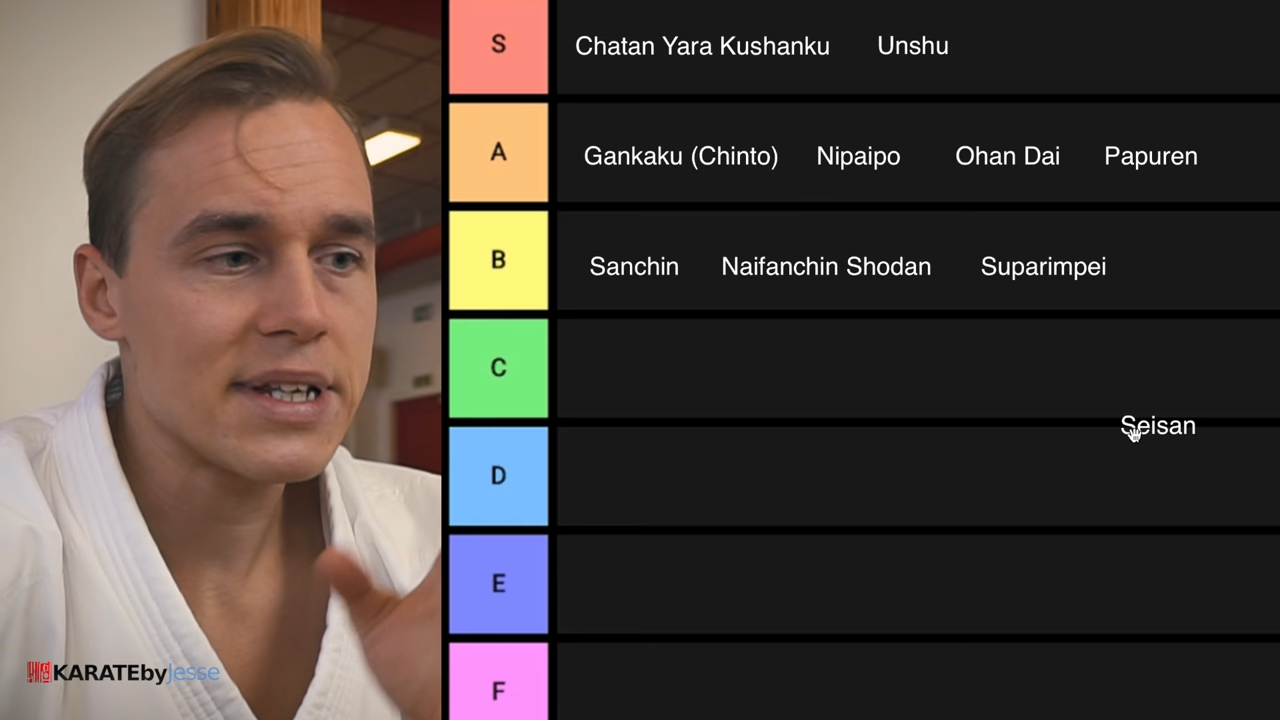 S
Chatan Yara Kushanku Unshu
A
Gankaku (Chinto) Nipaipo Ohan Dai Papuren
B
Sanchin Naifanchin Shodan Suparimpei
C
Seisan
D
E
F
KARATEbyJesse